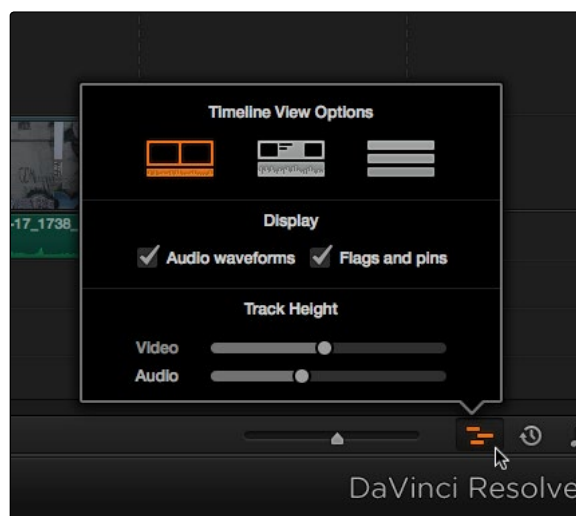 Timeline View Options
Display
-17_1738_
Audio waveforms Flags and pins
Track Height
Video
Audio
DaVinci Resolve